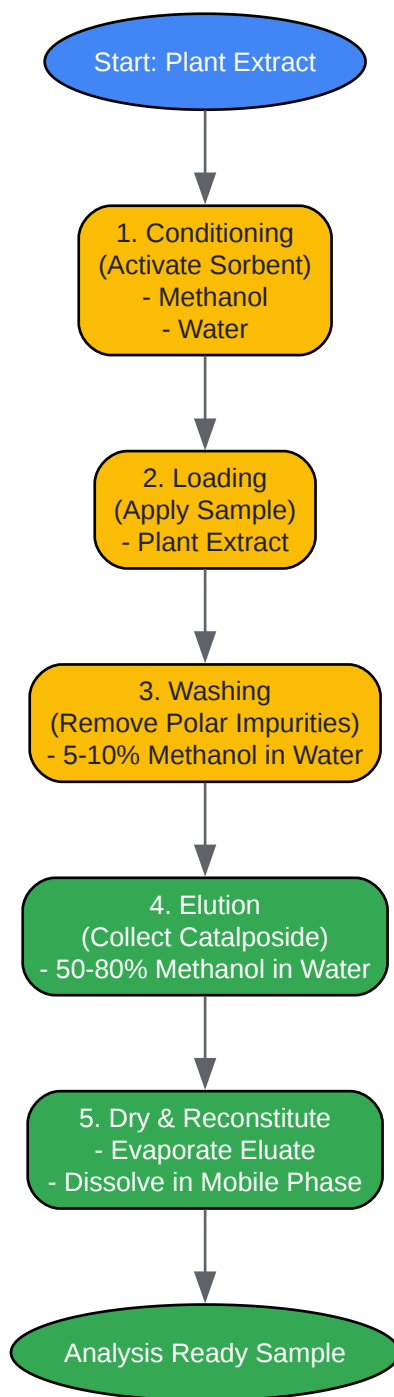 Start: Plant Extract
1. Conditioning
(Activate Sorbent)
- Methanol
- Water
2. Loading
(Apply Sample)
- Plant Extract
3. Washing
(Remove Polar Impurities)
- 5-10% Methanol in Water
4. Elution
(Collect Catalposide)
- 50-80% Methanol in Water
5. Dry & Reconstitute
- Evaporate Eluate
- Dissolve in Mobile Phase
Analysis Ready Sample